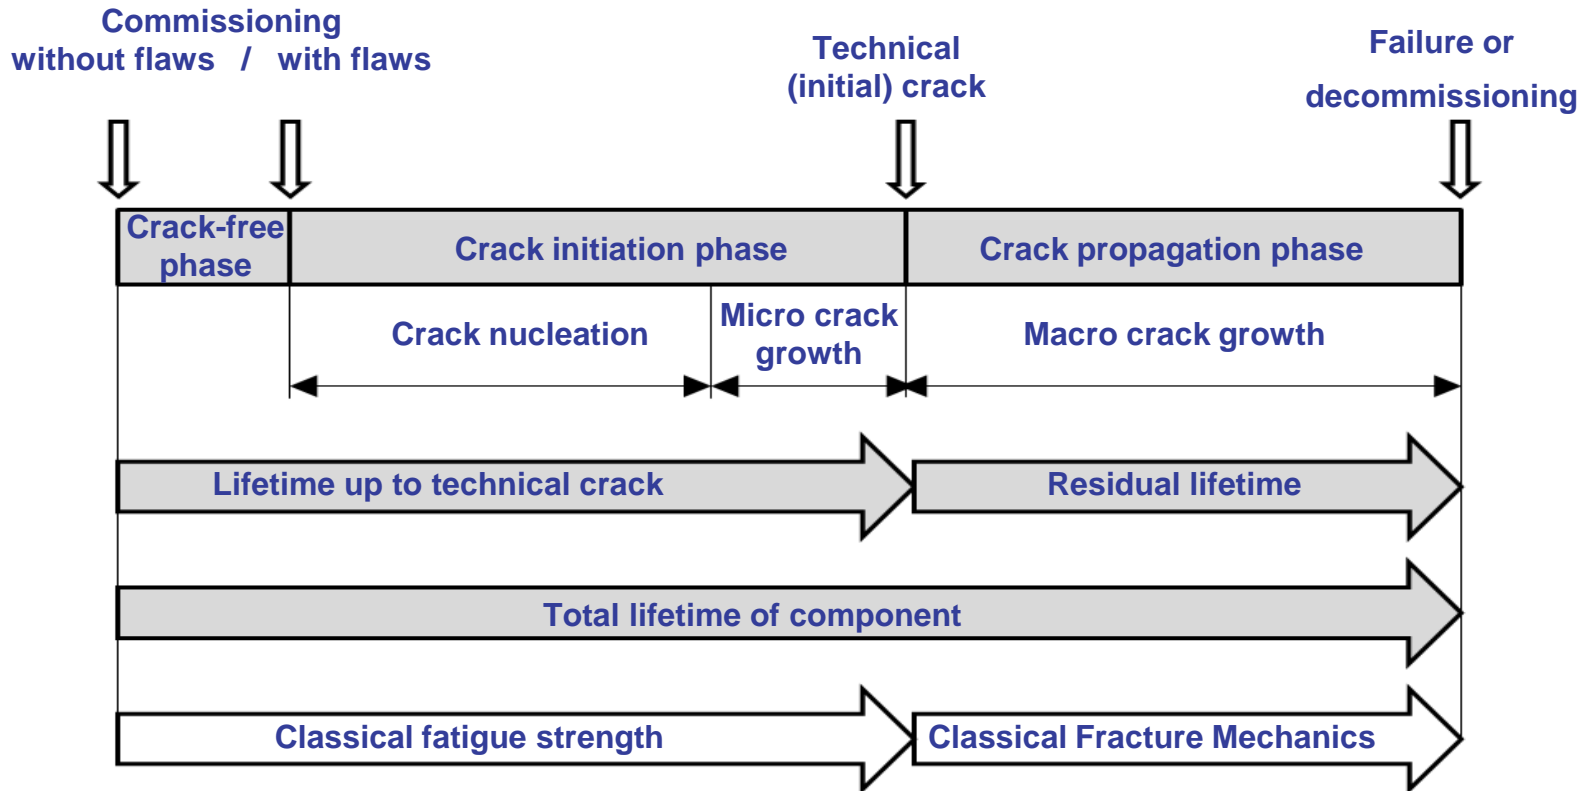 Commissioning
without flaws / with flaws
Technical
(initial) crack
Failure or
decommissioning
Crack-free
phase
Crack initiation phase
Crack propagation phase
Crack nucleation
Micro crack
growth
Macro crack growth
Lifetime up to technical crack
Residual lifetime
Total lifetime of component
Classical fatigue strength
Classical Fracture Mechanics